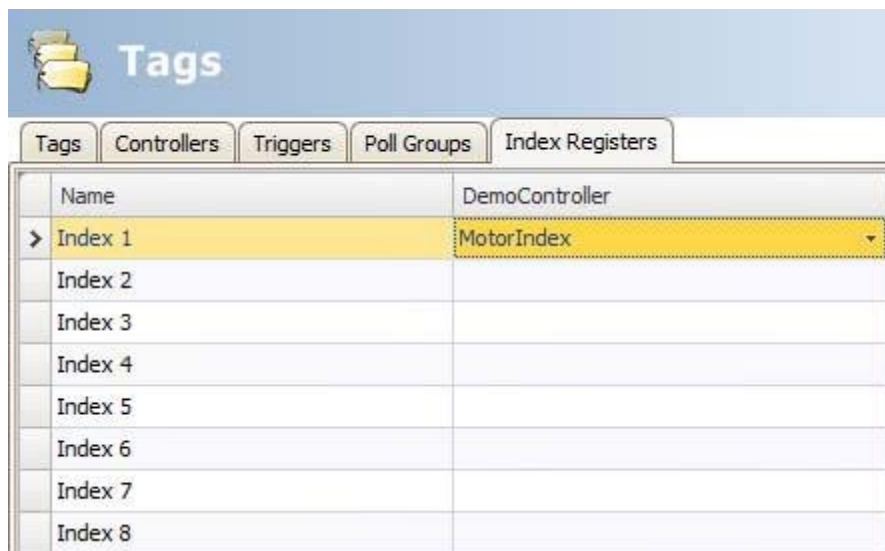 Tags
Tags Controllers Triggers Poll Groups Index Registers
Name DemoController
Index 1 MotorIndex
Index 2
Index 3
Index 4
Index 5
Index 6
Index 7
Index 8